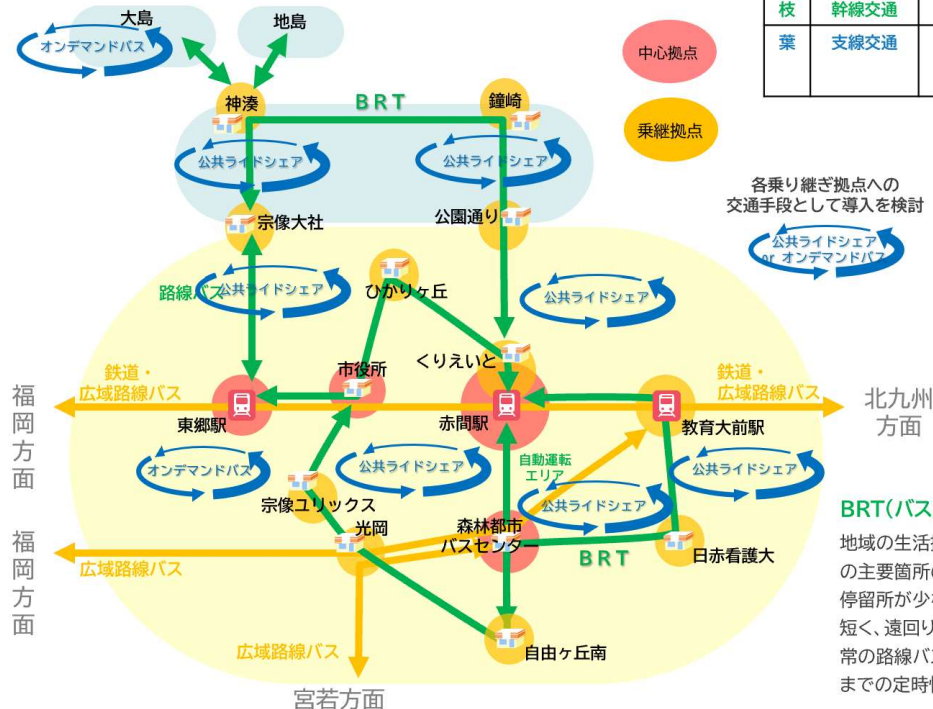 大島
地島
オンデマンドバス
中心拠点
枝 幹線交通
葉 支線交通
神湊
BRT
鐘崎
乗継拠点
公共ライドシェア
公共ライドシェア
各乗り継ぎ拠点への
交通手段として導入を検討
宗像大社
公園通り
公共ライドシェア
or オンデマンドバス
路線バス
公共ライドシェア
ひかりヶ丘
公共ライドシェア
くりえいと
市役所
鉄道・
広域路線バス
鉄道・
広域路線バス
福岡方面
北九州
方面
東郷駅
赤間駅
教育大前駅
オンデマンドバス
公共ライドシェア
自動運転
エリア
公共ライドシェア
公共ライドシェア
宗像ユリックス
光岡
森林都市
バスセンター
BRT
日赤看護大
福岡方面
広域路線バス
自由ヶ丘南
広域路線バス
宮若方面
BRT(バス
地域の生活拠
の主要箇所の
停留所が少な
短く、遠回り
常の路線バス
までの定時性